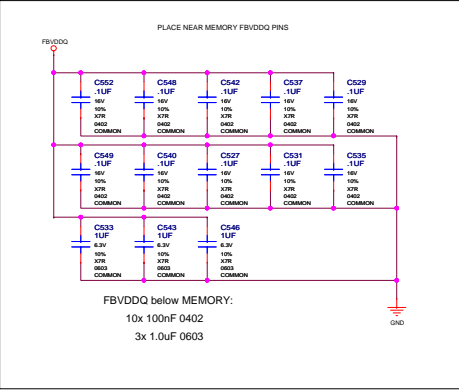 PLACE NEAR MEMORY FBVDDQ PINS
FBVDDQ
C552
.1UF
16V
10%
X7R
0402
COMMON
C548
.1UF
16V
10%
X7R
0402
COMMON
C542
.1UF
16V
10%
X7R
0402
COMMON
C537
.1UF
16V
10%
X7R
0402
COMMON
C529
.1UF
16V
10%
X7R
0402
COMMON
C549
.1UF
16V
10%
X7R
0402
COMMON
C540
.1UF
16V
10%
X7R
0402
COMMON
C527
.1UF
16V
10%
X7R
0402
COMMON
C531
.1UF
16V
10%
X7R
0402
COMMON
C535
.1UF
16V
10%
X7R
0402
COMMON
C533
1UF
6.3V
10%
X7R
0603
COMMON
C543
1UF
6.3V
10%
X7R
0603
COMMON
C546
1UF
6.3V
10%
X7R
0603
COMMON
FBVDDQ below MEMORY:
10x 100nF 0402
3x 1.0uF 0603
GND